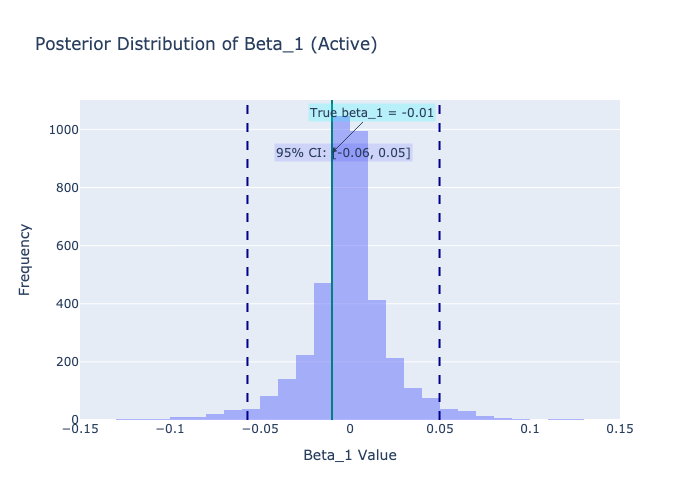 Posterior Distribution of Beta_1 (Active)
True beta_1 = -0.01
95% CI: [-0.06, 0.05]
1000
800
600
400
200
0
Frequency
−0.15
−0.1
−0.05
0
0.05
0.1
0.15
Beta_1 Value